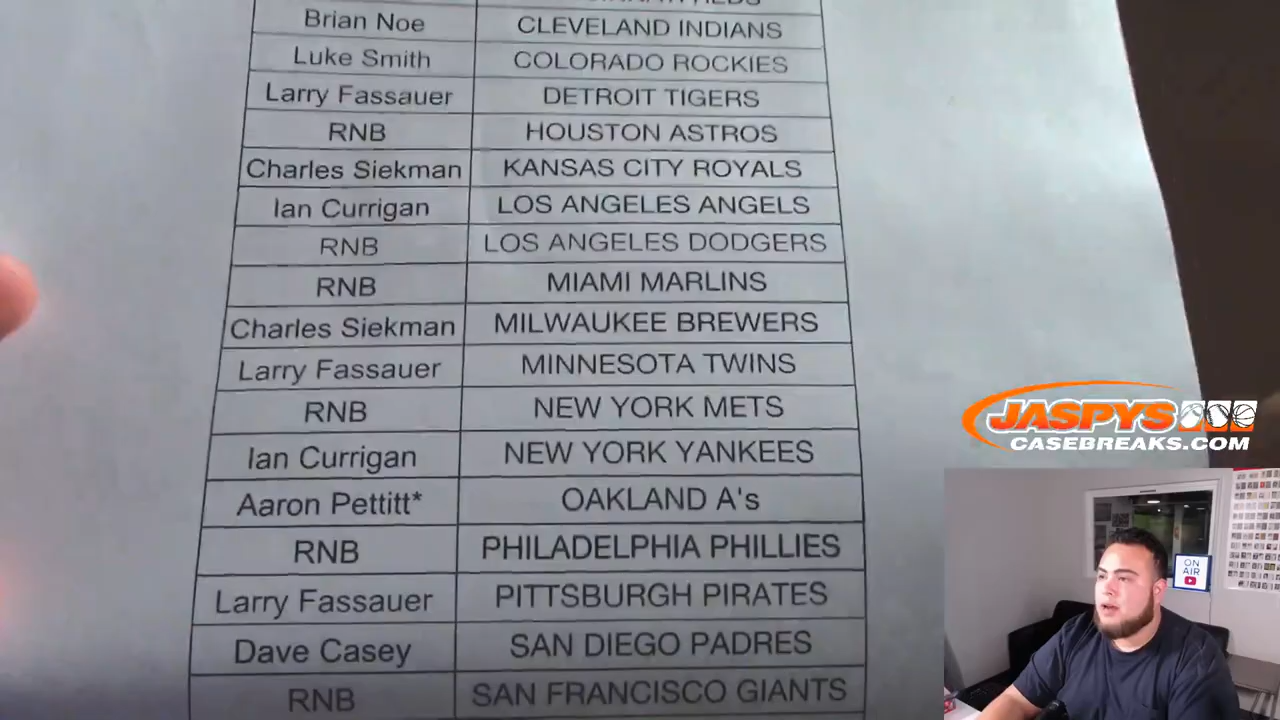 Brian Noe CLEVELAND INDIANS
Luke Smith COLORADO ROCKIES
Larry Fassauer DETROIT TIGERS
RNB HOUSTON ASTROS
Charles Siekman KANSAS CITY ROYALS
Ian Currigan LOS ANGELES ANGELS
RNB LOS ANGELES DODGERS
RNB MIAMI MARLINS
Charles Siekman MILWAUKEE BREWERS
Larry Fassauer MINNESOTA TWINS
RNB NEW YORK METS
Ian Currigan NEW YORK YANKEES
Aaron Pettitt* OAKLAND A's
RNB PHILADELPHIA PHILLIES
Larry Fassauer PITTSBURGH PIRATES
Dave Casey SAN DIEGO PADRES
RNB SAN FRANCISCO GIANTS
JASPYS
CASEBREAKS.COM
ON
AIR